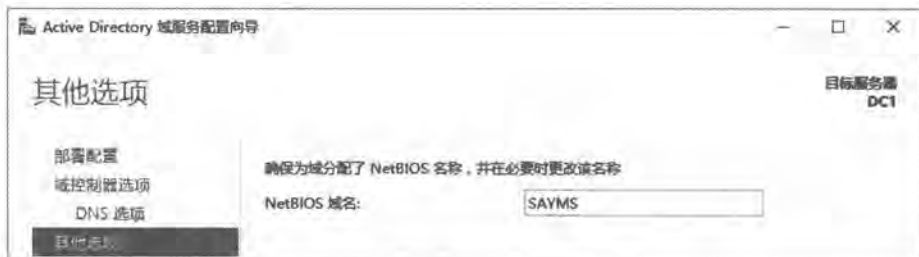 Active Directory 域服务配置向导
其他选项
目标服务器
DC1
部署配置
域控制器选项
DNS 选项
其他选项
确保为域分配了 NetBIOS 名称，并在必要时更改该名称
NetBIOS 域名:
SAYMS